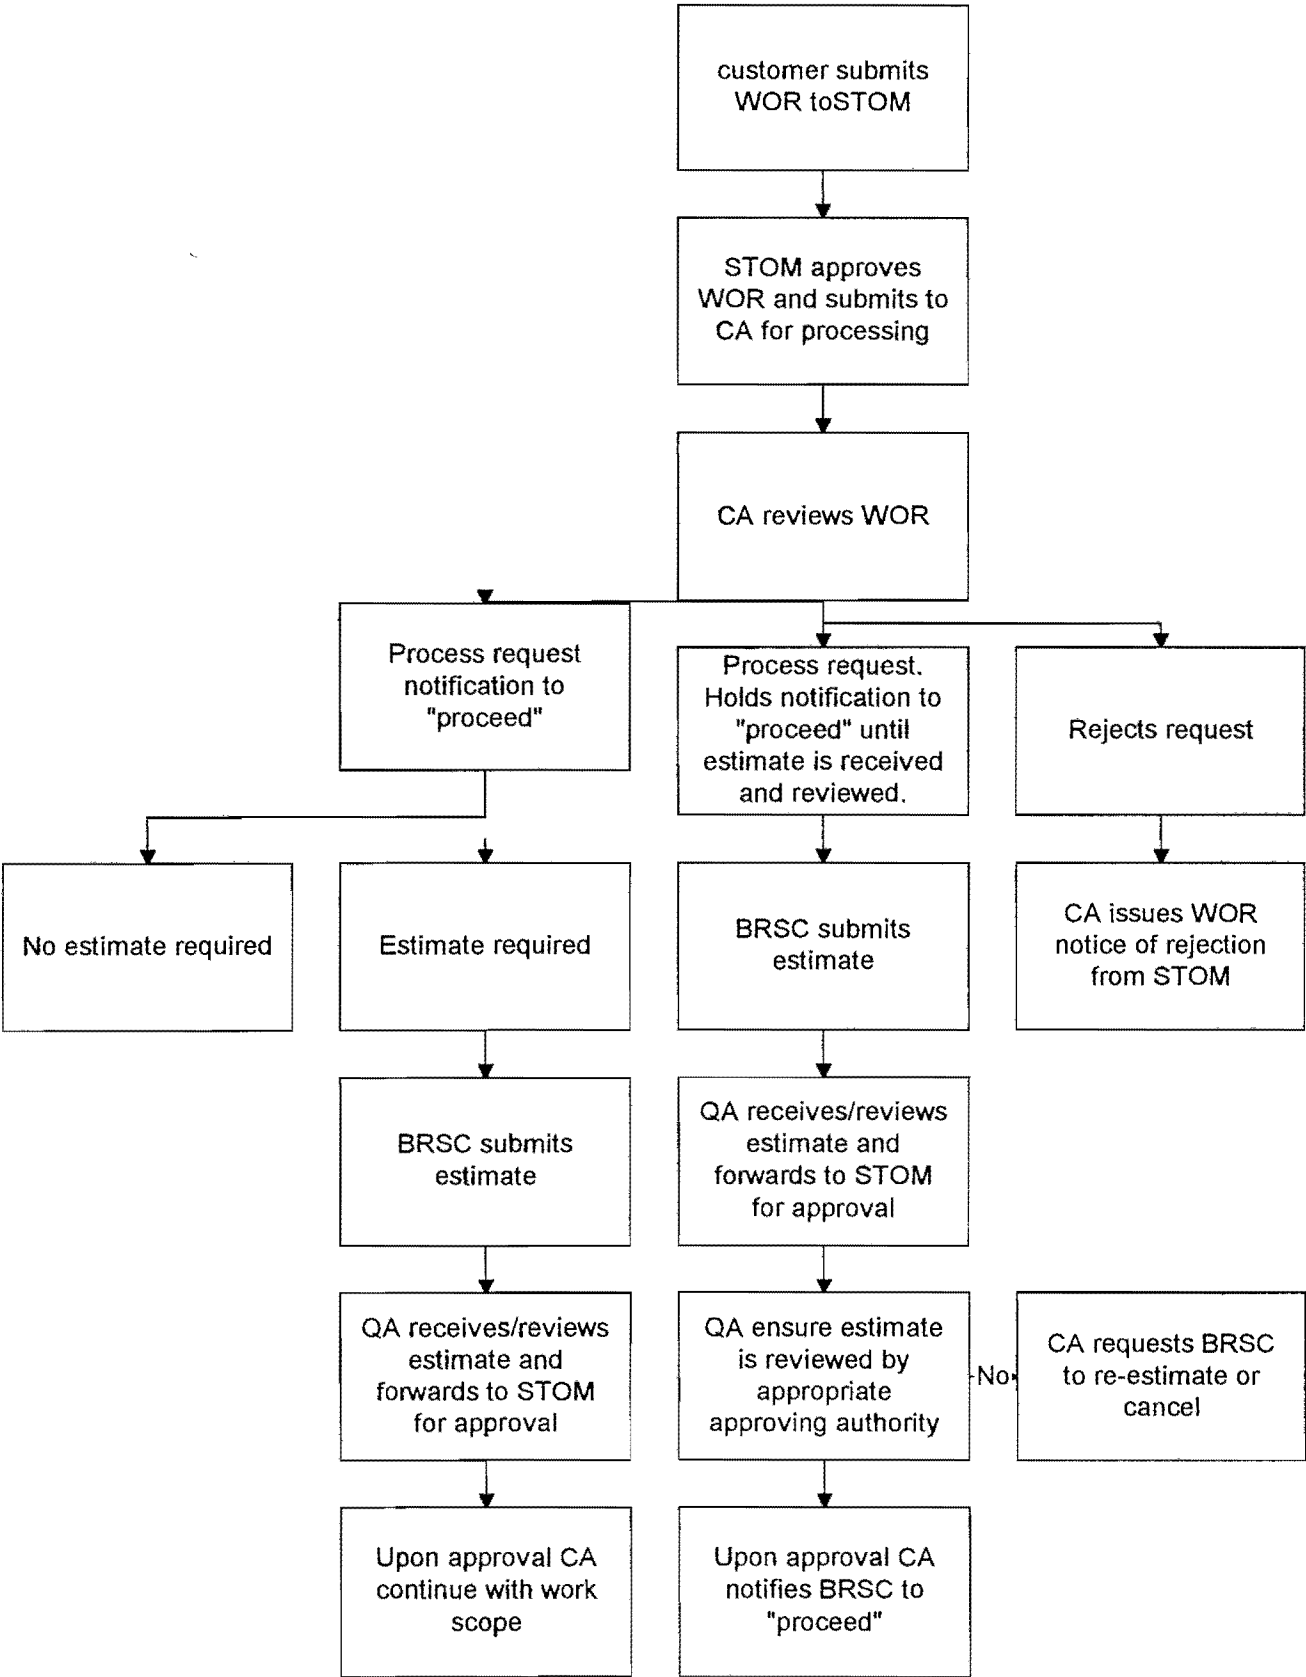 customer submits
WOR toSTOM
STOM approves
WOR and submits to
CA for processing
CA reviews WOR
Process request
notification to
"proceed"
Process request.
Holds notification to
"proceed" until
estimate is received
and reviewed.
Rejects request
No estimate required
Estimate required
BRSC submits
estimate
CA issues WOR
notice of rejection
from STOM
BRSC submits
estimate
QA receives/reviews
estimate and
forwards to STOM
for approval
QA receives/reviews
estimate and
forwards to STOM
for approval
QA ensure estimate
is reviewed by
appropriate
approving authority
No
CA requests BRSC
to re-estimate or
cancel
Upon approval CA
continue with work
scope
Upon approval CA
notifies BRSC to
"proceed"